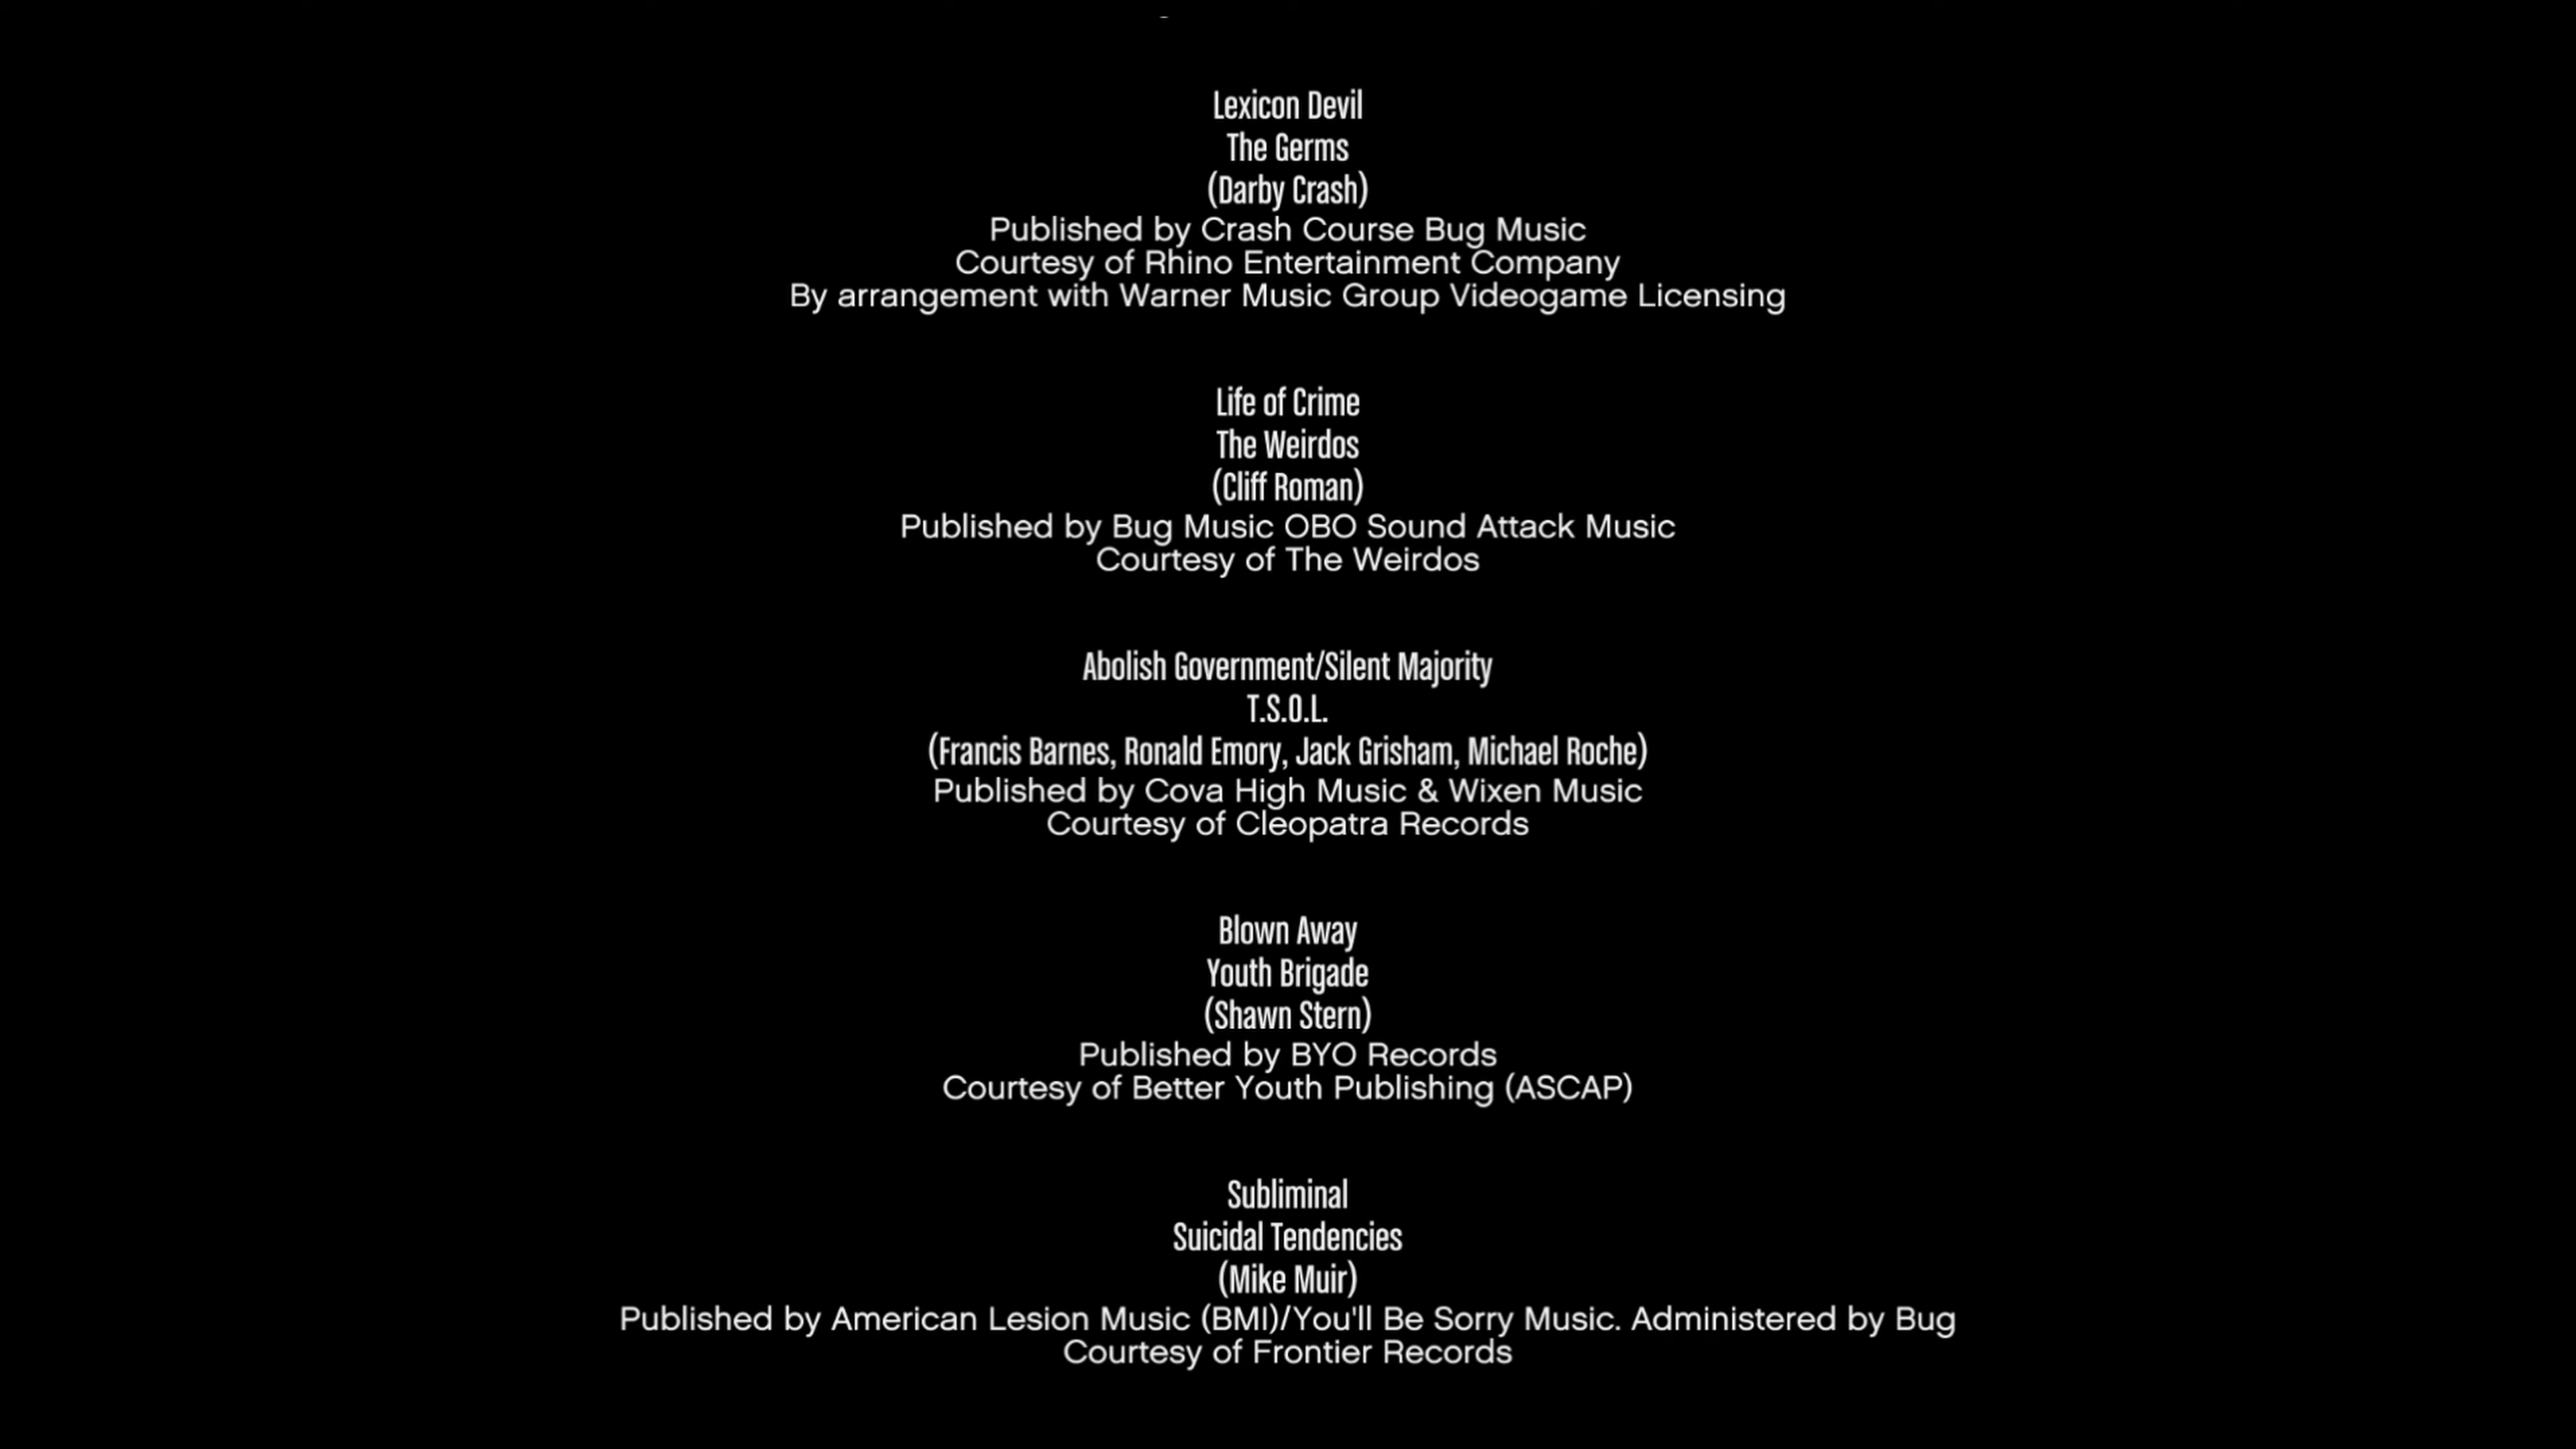 Lexicon Devil
The Germs
(Darby Crash)
Published by Crash Course Bug Music
Courtesy of Rhino Entertainment Company
By arrangement with Warner Music Group Videogame Licensing
Life of Crime
The Weirdos
(Cliff Roman)
Published by Bug Music OBO Sound Attack Music
Courtesy of The Weirdos
Abolish Government/Silent Majority
T.S.O.L.
(Francis Barnes, Ronald Emory, Jack Grisham, Michael Roche)
Published by Cova High Music & Wixen Music
Courtesy of Cleopatra Records
Blown Away
Youth Brigade
(Shawn Stern)
Published by BYO Records
Courtesy of Better Youth Publishing (ASCAP)
Subliminal
Suicidal Tendencies
(Mike Muir)
Published by American Lesion Music (BMI)/You'll Be Sorry Music. Administered by Bug
Courtesy of Frontier Records